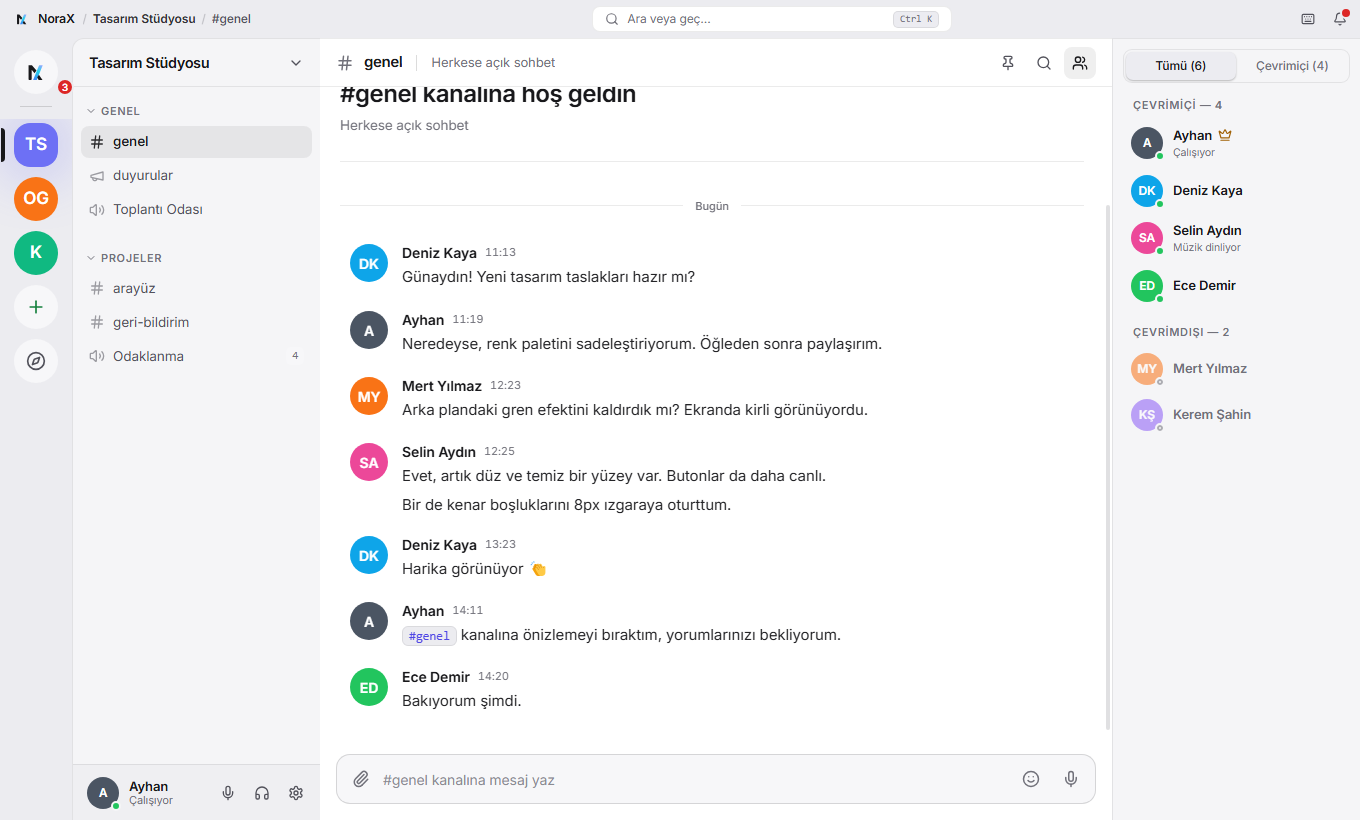 NoraX / Tasarım Stüdyosu / #genel
Ara veya geç...
Ctrl K
3
TS
OG
K
Tasarım Stüdyosu
GENEL
genel
duyurular
Toplantı Odası
PROJELER
arayüz
geri-bildirim
Odaklanma 4
A
Ayhan
Çalışıyor
# genel
Herkese açık sohbet
#genel kanalına hoş geldin
Herkese açık sohbet
Bugün
DK
Deniz Kaya 11:13
Günaydın! Yeni tasarım taslakları hazır mı?
A
Ayhan 11:19
Neredeyse, renk paletini sadeleştiriyorum. Öğleden sonra paylaşırım.
MY
Mert Yılmaz 12:23
Arka plandaki gren efektini kaldırdık mı? Ekranda kirli görünüyordu.
SA
Selin Aydın 12:25
Evet, artık düz ve temiz bir yüzey var. Butonlar da daha canlı.
Bir de kenar boşluklarını 8px ızgaraya oturttum.
DK
Deniz Kaya 13:23
Harika görünüyor 👏
A
Ayhan 14:11
#genel kanalına önizlemeyi bıraktım, yorumlarınızı bekliyorum.
ED
Ece Demir 14:20
Bakıyorum şimdi.
#genel kanalına mesaj yaz
Tümü (6)
Çevrimiçi (4)
ÇEVRİMİÇİ — 4
A
Ayhan
Çalışıyor
DK
Deniz Kaya
SA
Selin Aydın
Müzik dinliyor
ED
Ece Demir
ÇEVRİMDIŞI — 2
MY
Mert Yılmaz
KŞ
Kerem Şahin